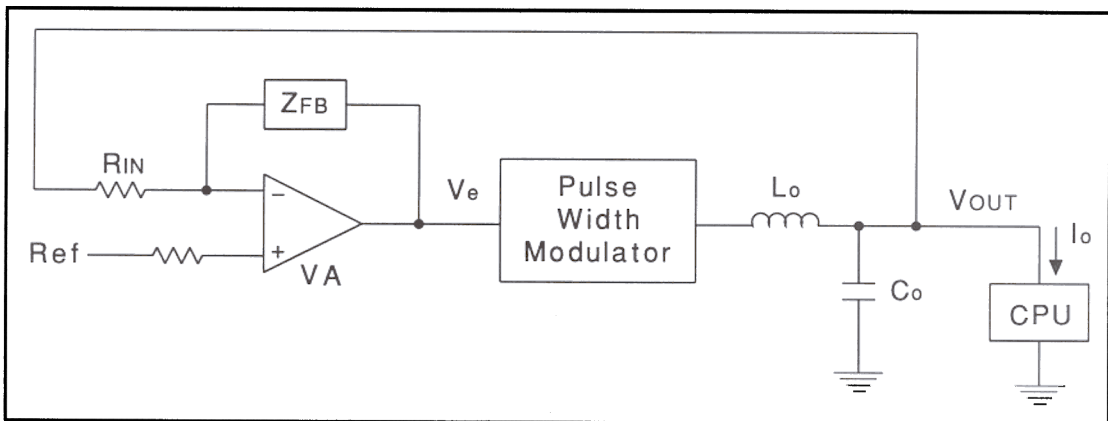 ZFB
RIN
Ref
VA
Ve
Pulse
Width
Modulator
Lo
Co
VOUT
Io
CPU